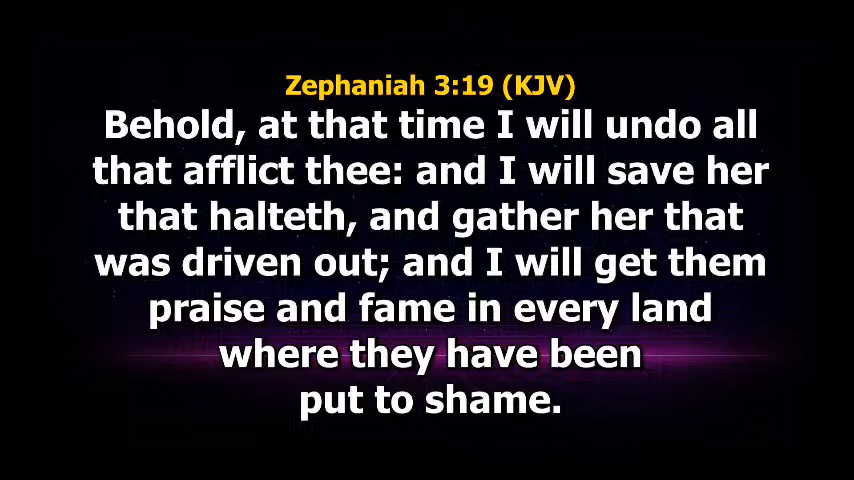 Zephaniah 3:19 (KJV)
Behold, at that time I will undo all
that afflict thee: and I will save her
that halteth, and gather her that
was driven out; and I will get them
praise and fame in every land
where they have been
put to shame.